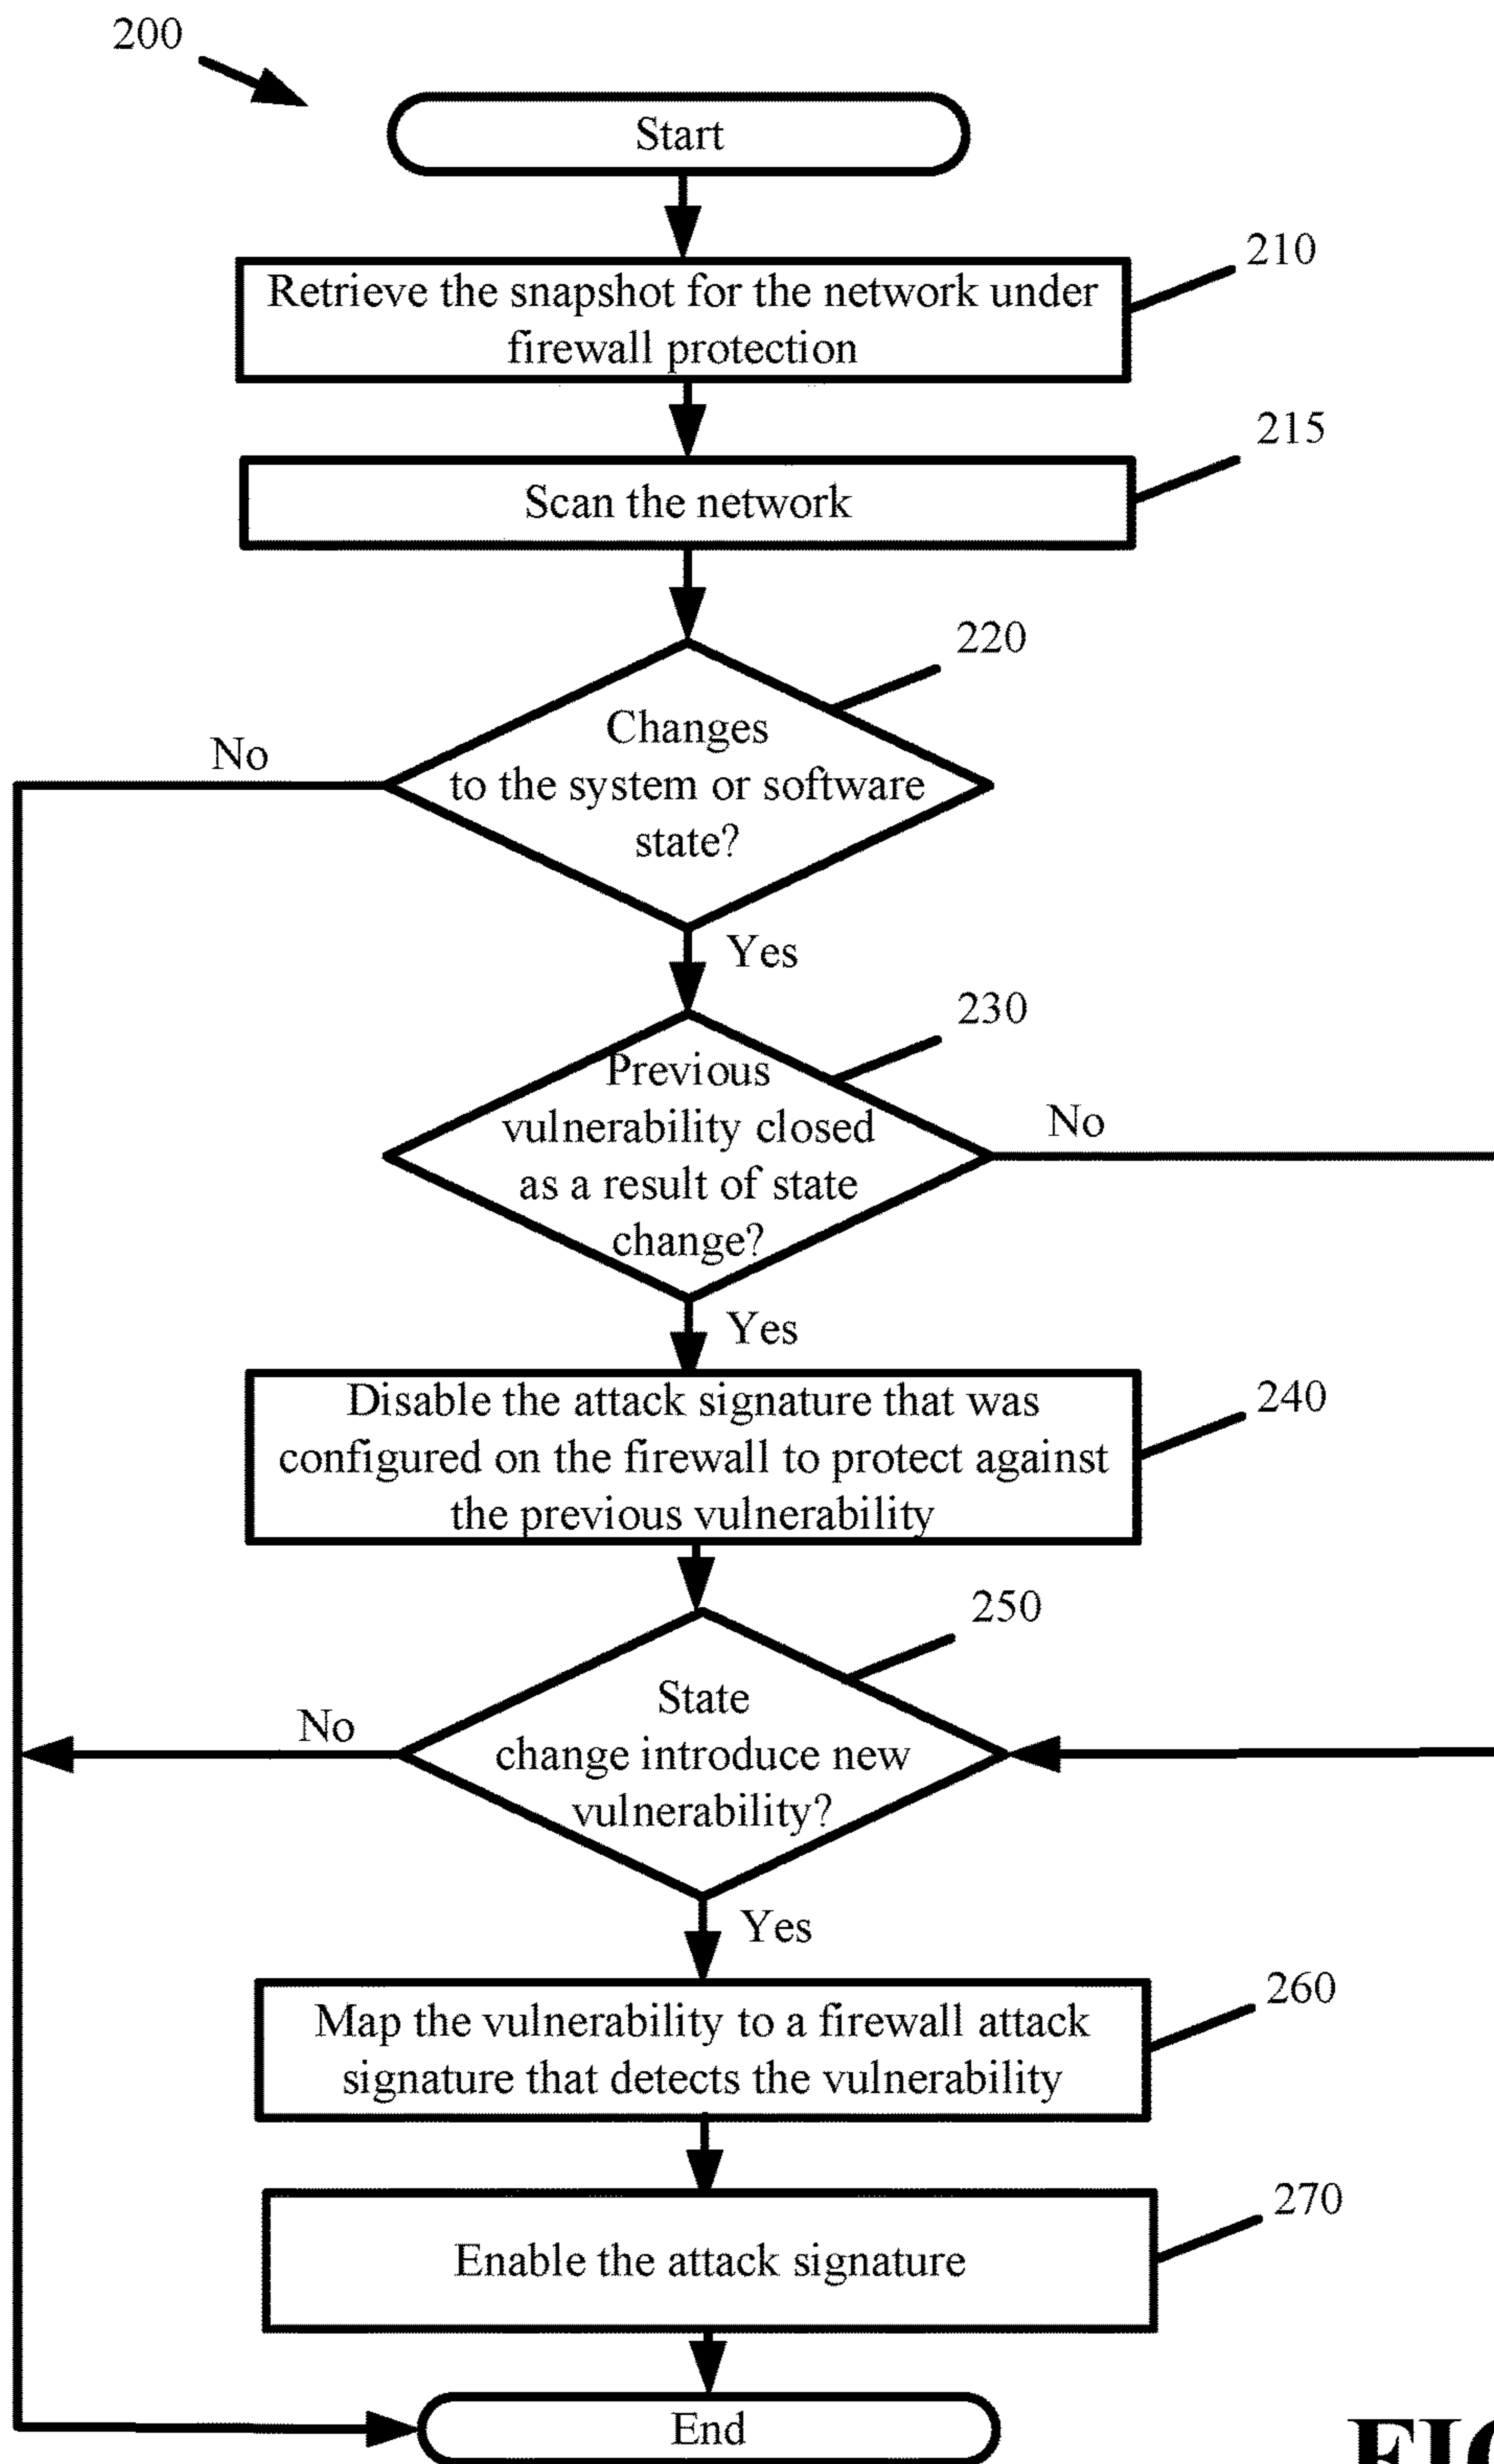 200
Start
210
Retrieve the snapshot for the network under
firewall protection
215
Scan the network
220
Changes
to the system or software
state?
No
Yes
230
Previous
vulnerability closed
as a result of state
change?
No
Yes
240
Disable the attack signature that was
configured on the firewall to protect against
the previous vulnerability
250
State
change introduce new
vulnerability?
No
Yes
260
Map the vulnerability to a firewall attack
signature that detects the vulnerability
270
Enable the attack signature
End